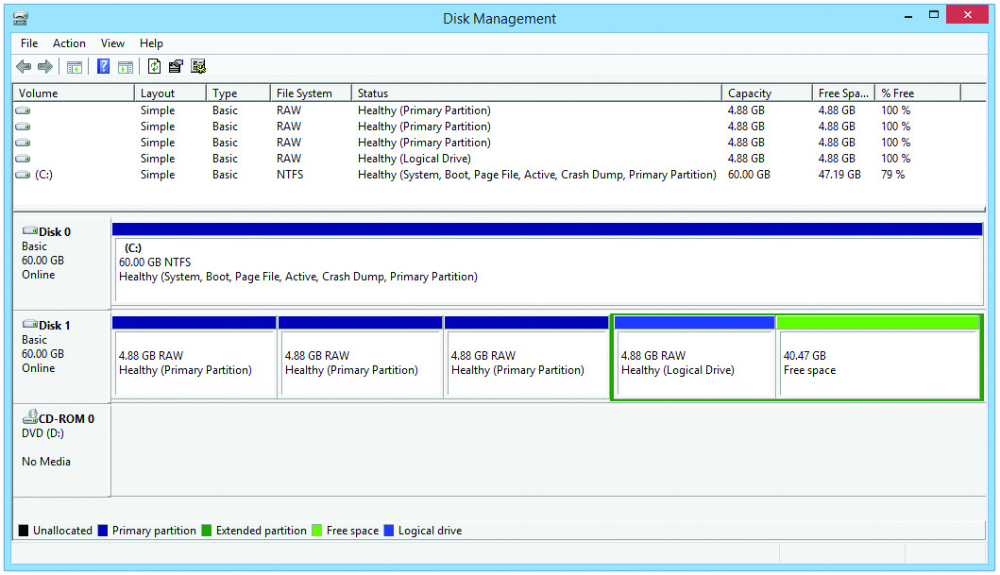 Disk Management
File Action View Help
Volume Layout Type File System Status Capacity Free Spa... % Free
Simple Basic RAW Healthy (Primary Partition) 4.88 GB 4.88 GB 100 %
Simple Basic RAW Healthy (Primary Partition) 4.88 GB 4.88 GB 100 %
Simple Basic RAW Healthy (Primary Partition) 4.88 GB 4.88 GB 100 %
Simple Basic RAW Healthy (Logical Drive) 4.88 GB 4.88 GB 100 %
(C:) Simple Basic NTFS Healthy (System, Boot, Page File, Active, Crash Dump, Primary Partition) 60.00 GB 47.19 GB 79 %
Disk 0
Basic
60.00 GB
Online
(C:)
60.00 GB NTFS
Healthy (System, Boot, Page File, Active, Crash Dump, Primary Partition)
Disk 1
Basic
60.00 GB
Online
4.88 GB RAW
Healthy (Primary Partition)
4.88 GB RAW
Healthy (Primary Partition)
4.88 GB RAW
Healthy (Primary Partition)
4.88 GB RAW
Healthy (Logical Drive)
40.47 GB
Free space
CD-ROM 0
DVD (D:)
No Media
Unallocated Primary partition Extended partition Free space Logical drive